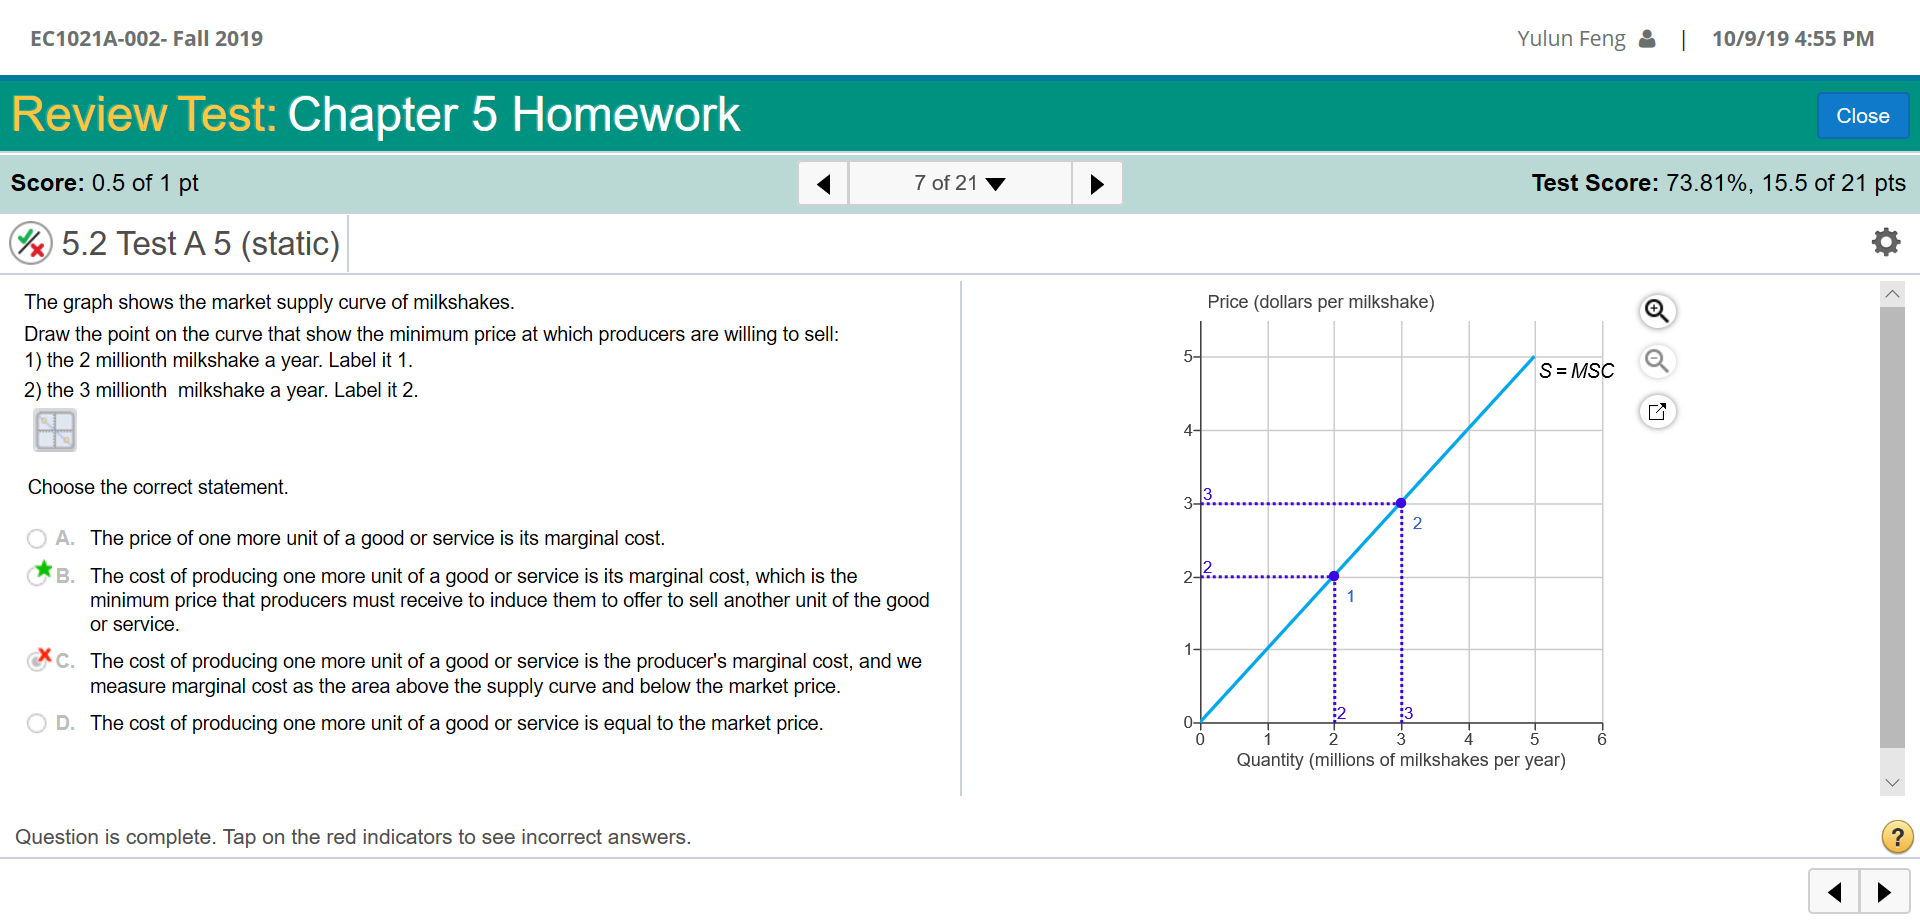 EC1021A-002- Fall 2019
Yulun Feng | 10/9/19 4:55 PM
Review Test: Chapter 5 Homework
Close
Score: 0.5 of 1 pt
7 of 21
Test Score: 73.81%, 15.5 of 21 pts
5.2 Test A 5 (static)
The graph shows the market supply curve of milkshakes.
Draw the point on the curve that show the minimum price at which producers are willing to sell:
1) the 2 millionth milkshake a year. Label it 1.
2) the 3 millionth  milkshake a year. Label it 2.
Choose the correct statement.
A. The price of one more unit of a good or service is its marginal cost.
B. The cost of producing one more unit of a good or service is its marginal cost, which is the
minimum price that producers must receive to induce them to offer to sell another unit of the good
or service.
C. The cost of producing one more unit of a good or service is the producer's marginal cost, and we
measure marginal cost as the area above the supply curve and below the market price.
D. The cost of producing one more unit of a good or service is equal to the market price.
Price (dollars per milkshake)
5
S = MSC
4
3
3
2
2
2
1
1
2
3
0
0 1 2 3 4 5 6
Quantity (millions of milkshakes per year)
Question is complete. Tap on the red indicators to see incorrect answers.
?